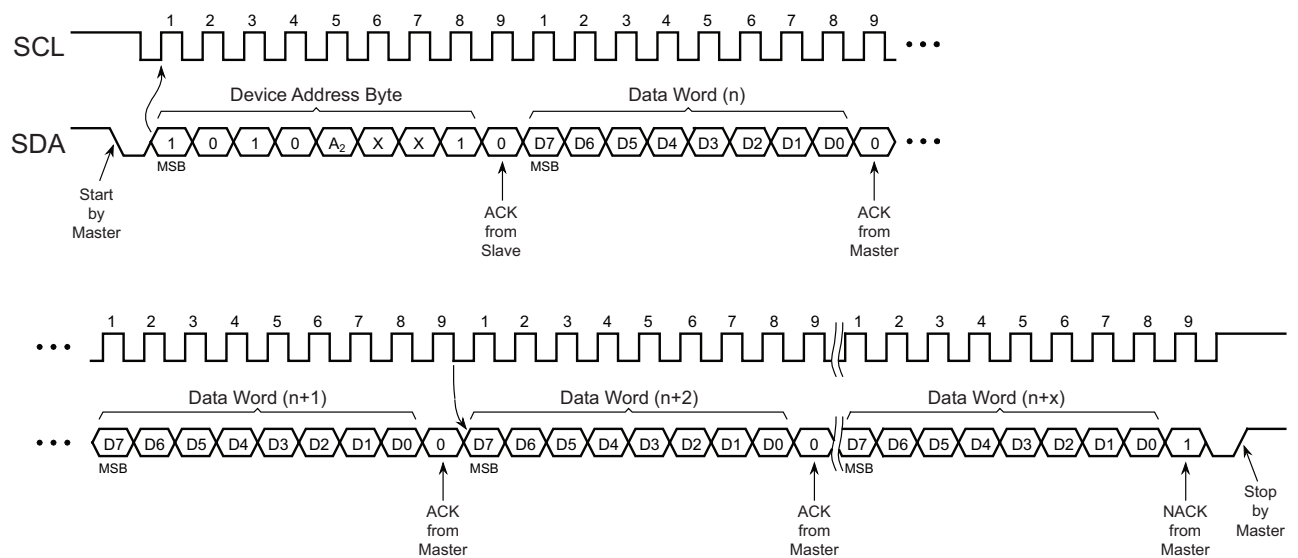 1 2 3 4 5 6 7 8 9 1 2 3 4 5 6 7 8 9
SCL
Device Address Byte Data Word (n)
SDA 1 0 1 0 A₂ X X 1 0 D7 D6 D5 D4 D3 D2 D1 D0 0
MSB MSB
Start
by
Master
ACK
from
Slave
ACK
from
Master
1 2 3 4 5 6 7 8 9 1 2 3 4 5 6 7 8 9 1 2 3 4 5 6 7 8 9
Data Word (n+1) Data Word (n+2) Data Word (n+x)
D7 D6 D5 D4 D3 D2 D1 D0 0 D7 D6 D5 D4 D3 D2 D1 D0 0 D7 D6 D5 D4 D3 D2 D1 D0 1
MSB MSB MSB
ACK
from
Master
ACK
from
Master
NACK
from
Master
Stop
by
Master